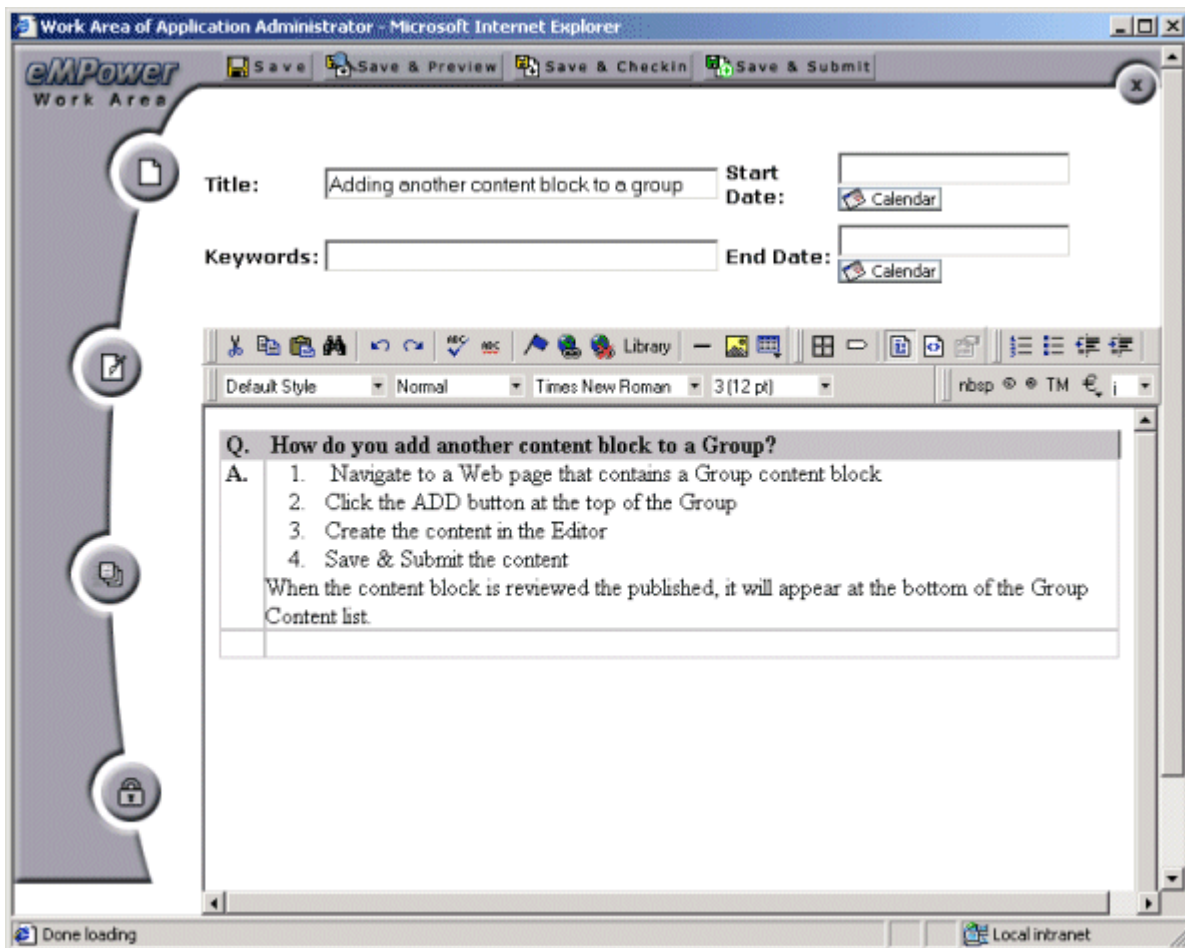 Work Area of Application Administrator - Microsoft Internet Explorer
eMPower
Work Area
Save Save & Preview Save & Checkin Save & Submit
x
Title: Adding another content block to a group Start Date:
Calendar
Keywords: End Date:
Calendar
ABC ABC Library
Default Style Normal Times New Roman 3 (12 pt) nbsp © ® TM € ¡
Q. How do you add another content block to a Group?
A. 1. Navigate to a Web page that contains a Group content block
2. Click the ADD button at the top of the Group
3. Create the content in the Editor
4. Save & Submit the content
When the content block is reviewed the published, it will appear at the bottom of the Group
Content list.
Done loading Local intranet